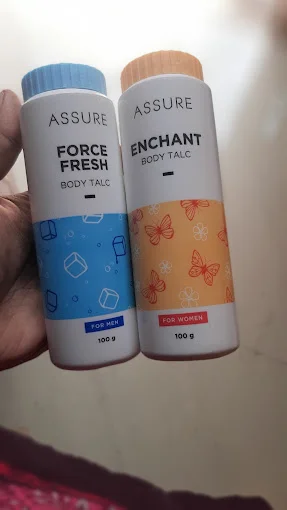 ASSURE
FORCE
FRESH
BODY TALC
FOR MEN
100 g
ASSURE
ENCHANT
BODY TALC
FOR WOMEN
100 g